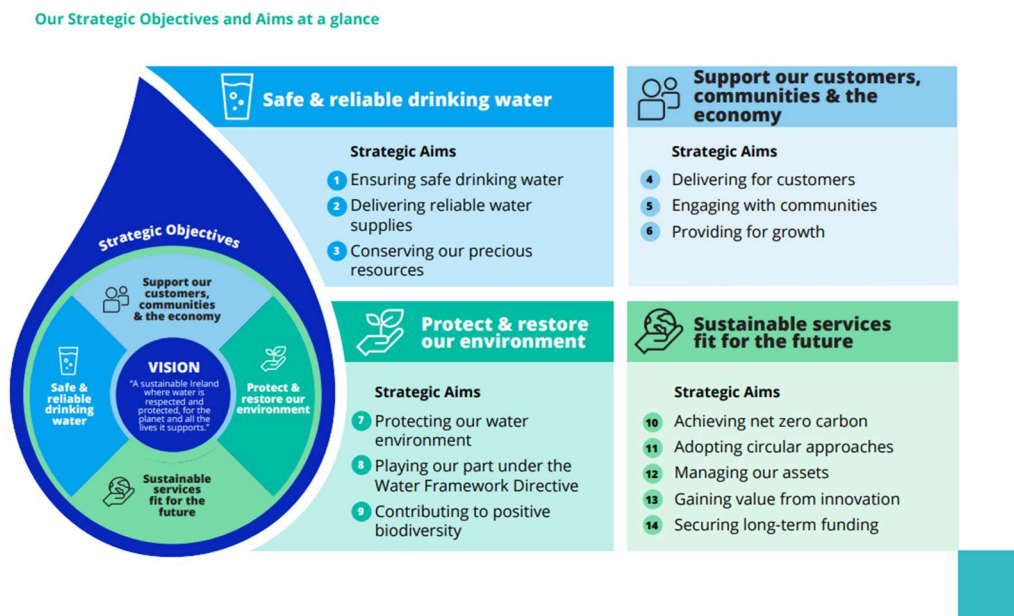 Our Strategic Objectives and Aims at a glance
Safe & reliable drinking water
Strategic Aims
1 Ensuring safe drinking water
2 Delivering reliable water
supplies
3 Conserving our precious
resources
Support our customers,
communities & the
economy
Strategic Aims
4 Delivering for customers
5 Engaging with communities
6 Providing for growth
Strategic Objectives
Support our
customers,
communities
& the economy
Safe &
reliable
drinking
water
VISION
“A sustainable Ireland
where water is
respected and
protected, for the
planet and all the
lives it supports.”
Protect &
restore our
environment
Sustainable
services
fit for the
future
Protect & restore
our environment
Strategic Aims
7 Protecting our water
environment
8 Playing our part under the
Water Framework Directive
9 Contributing to positive
biodiversity
Sustainable services
fit for the future
Strategic Aims
10 Achieving net zero carbon
11 Adopting circular approaches
12 Managing our assets
13 Gaining value from innovation
14 Securing long-term funding